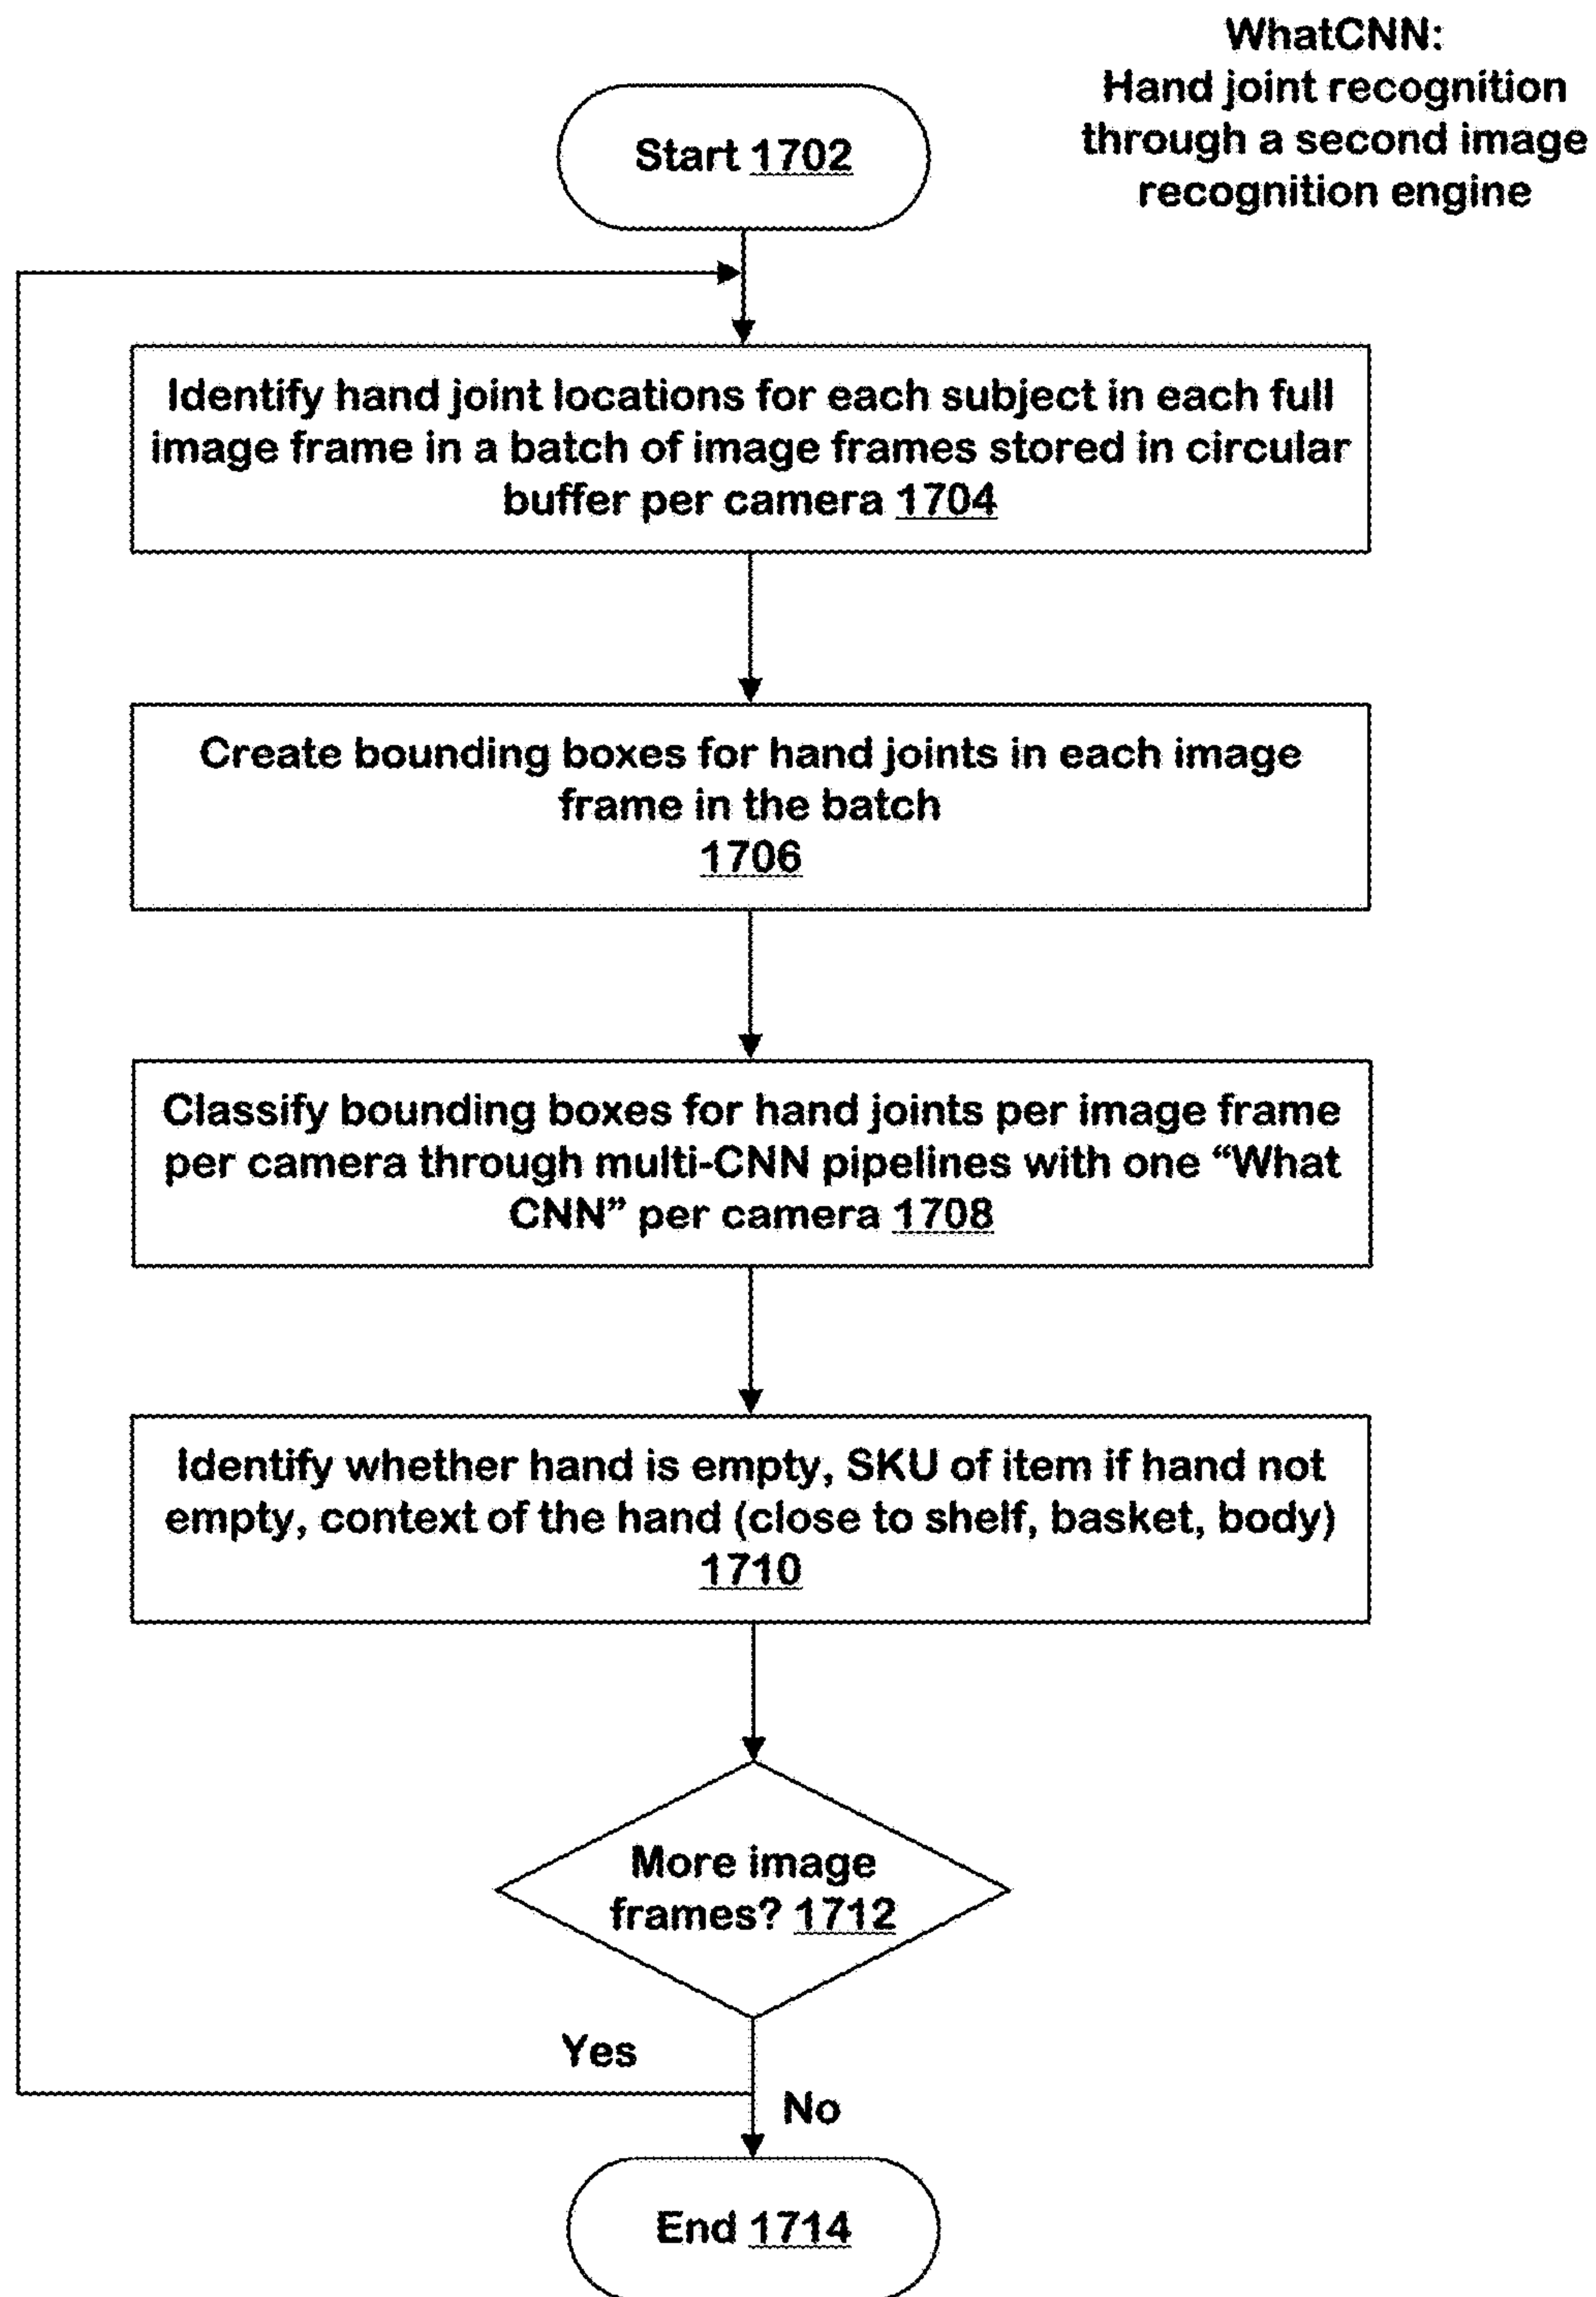 WhatCNN:
Hand joint recognition
through a second image
recognition engine
Start 1702
Identify hand joint locations for each subject in each full
image frame in a batch of image frames stored in circular
buffer per camera 1704
Create bounding boxes for hand joints in each image
frame in the batch
1706
Classify bounding boxes for hand joints per image frame
per camera through multi-CNN pipelines with one “What
CNN” per camera 1708
Identify whether hand is empty, SKU of item if hand not
empty, context of the hand (close to shelf, basket, body)
1710
More image
frames? 1712
Yes
No
End 1714